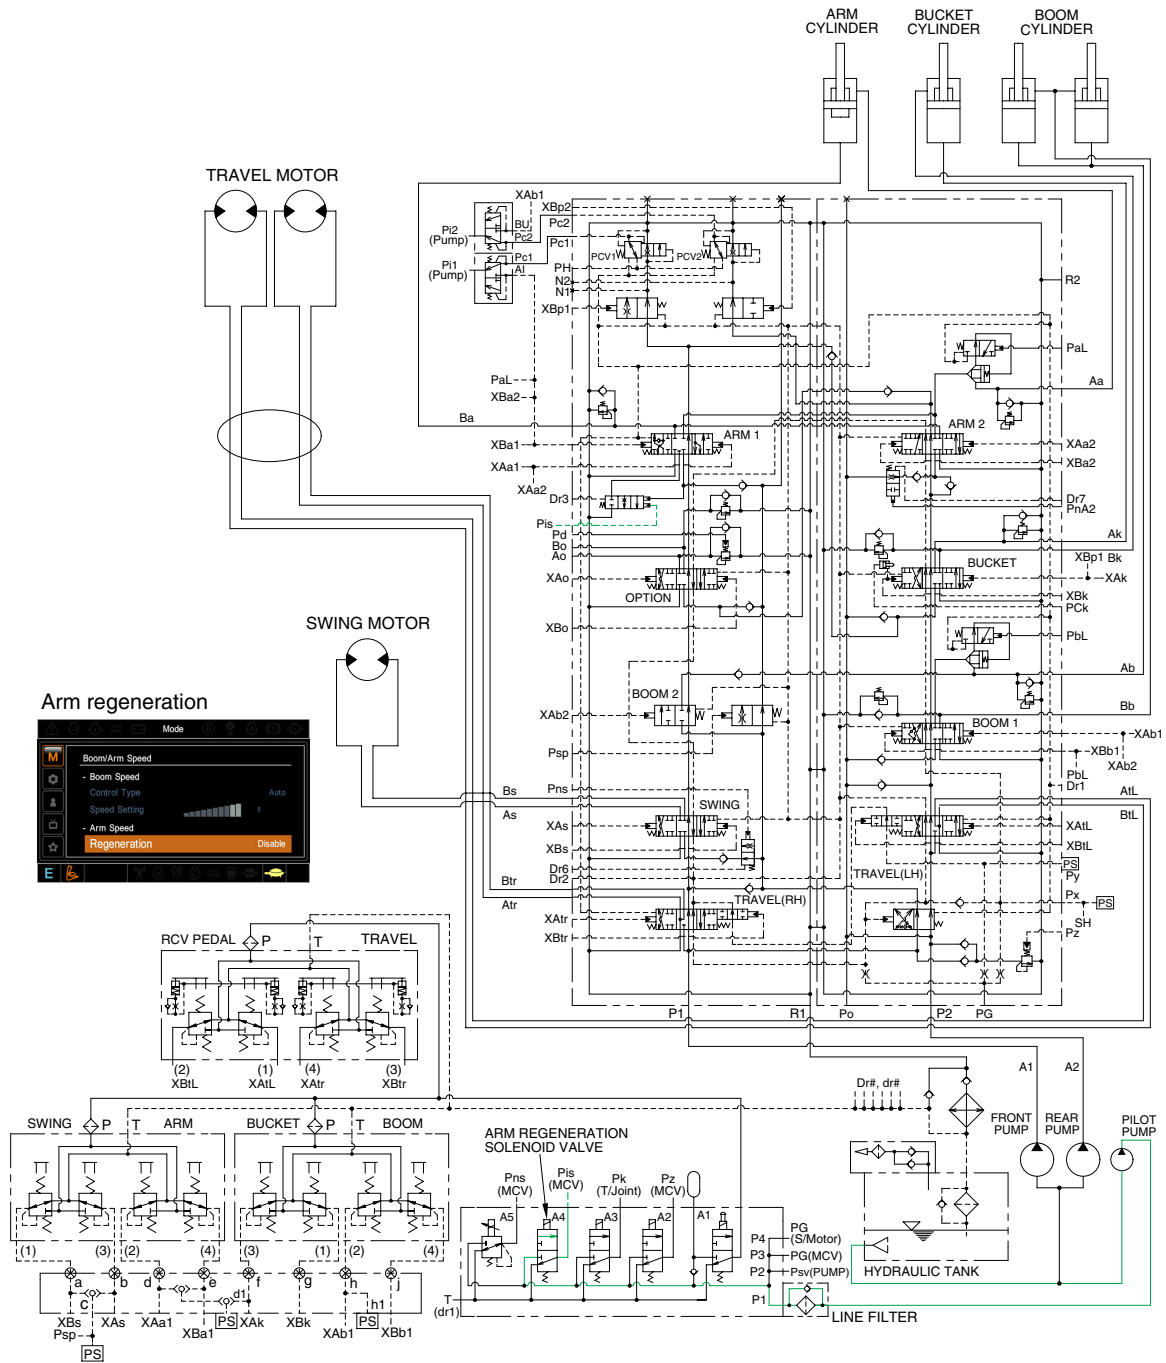 ARM
CYLINDER
BUCKET
CYLINDER
BOOM
CYLINDER
TRAVEL MOTOR
XAb1
XBp2
Pc2
Pi2
(Pump)
BU
Pc2
Pc1
Pi1
(Pump)
Pc1
AI
PH
N2
N1
XBp1
PCV1
PCV2
R2
PaL
Aa
PaL
XBa2
Ba
ARM 1
ARM 2
XBa1
XAa1
XAa2
XAa2
XBa2
Dr3
Dr7
PnA2
Pis
Pd
Bo
Ao
Ak
XBp1
Bk
XAo
OPTION
BUCKET
XAk
XBk
PCk
XBo
PbL
SWING MOTOR
Ab
BOOM 2
XAb2
Bb
BOOM 1
XAb1
XBb1
XAb2
Psp
PbL
Dr1
Arm regeneration
Mode
M
Boom/Arm Speed
- Boom Speed
Control Type
Auto
Speed Setting
- Arm Speed
Regeneration
Disable
E
Pns
Bs
As
SWING
AtL
BtL
XAs
XAtL
XBs
XBtL
Dr6
Dr2
TRAVEL(LH)
PS
Py
Btr
Atr
TRAVEL(RH)
Px
PS
SH
XAtr
XBtr
Pz
RCV PEDAL
P
T
TRAVEL
P1
R1
Po
P2
PG
(2)
XBtL
(1)
XAtL
(4)
XAtr
(3)
XBtr
A1
A2
Dr#, dr#
FRONT
PUMP
REAR
PUMP
PILOT
PUMP
SWING
P
T
ARM
BUCKET
P
T
BOOM
ARM REGENERATION
SOLENOID VALVE
Pns
(MCV)
Pis
(MCV)
Pk
(T/Joint)
Pz
(MCV)
A5
A4
A3
A2
A1
PG
(S/Motor)
P4
P3
PG(MCV)
P2
Psv(PUMP)
P1
T
(dr1)
LINE FILTER
HYDRAULIC TANK
(1)
(3)
(2)
(4)
(3)
(1)
(2)
(4)
a
b
d
e
f
g
h
j
c
d1
h1
XBs
XAs
XAa1
XBa1
PS
XAk
XBk
XAb1
PS
XBb1
Psp
PS